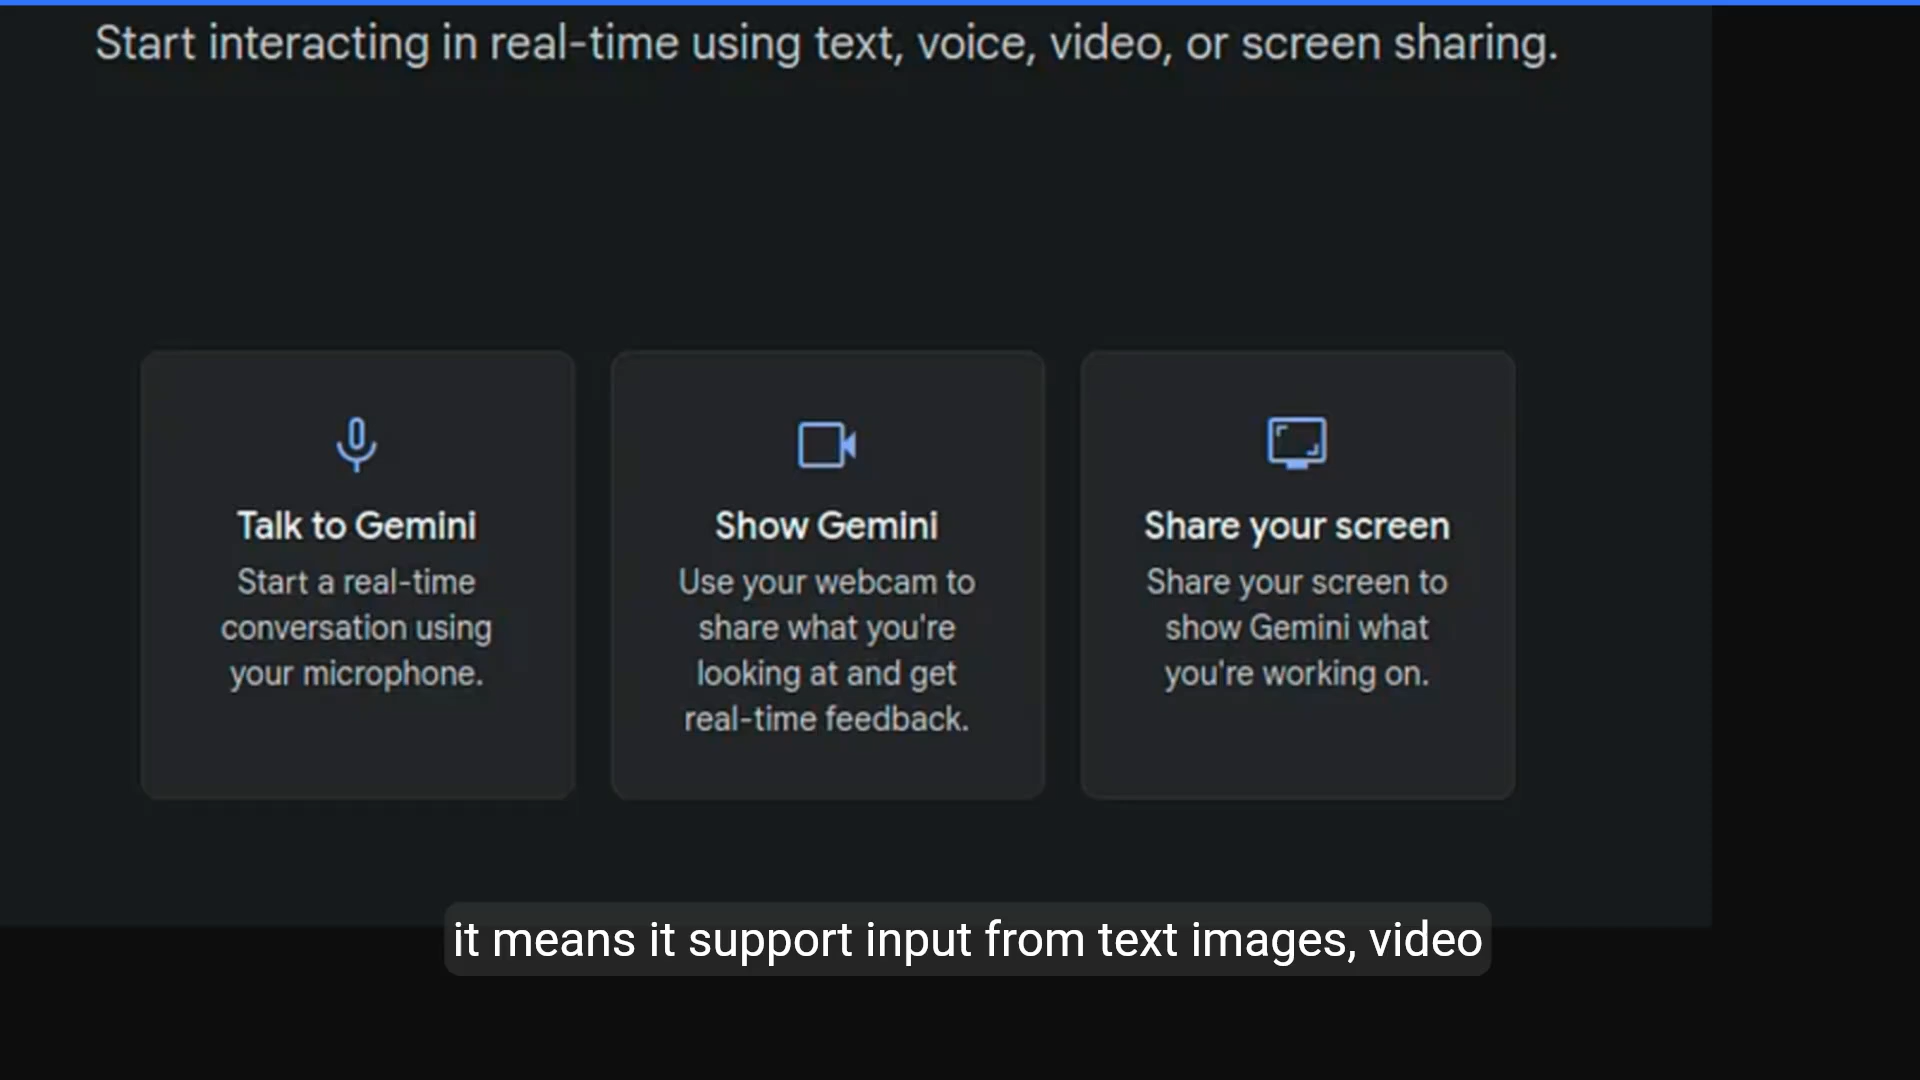 Start interacting in real-time using text, voice, video, or screen sharing.
Talk to Gemini
Start a real-time
conversation using
your microphone.
Show Gemini
Use your webcam to
share what you're
looking at and get
real-time feedback.
Share your screen
Share your screen to
show Gemini what
you're working on.
it means it support input from text images, video